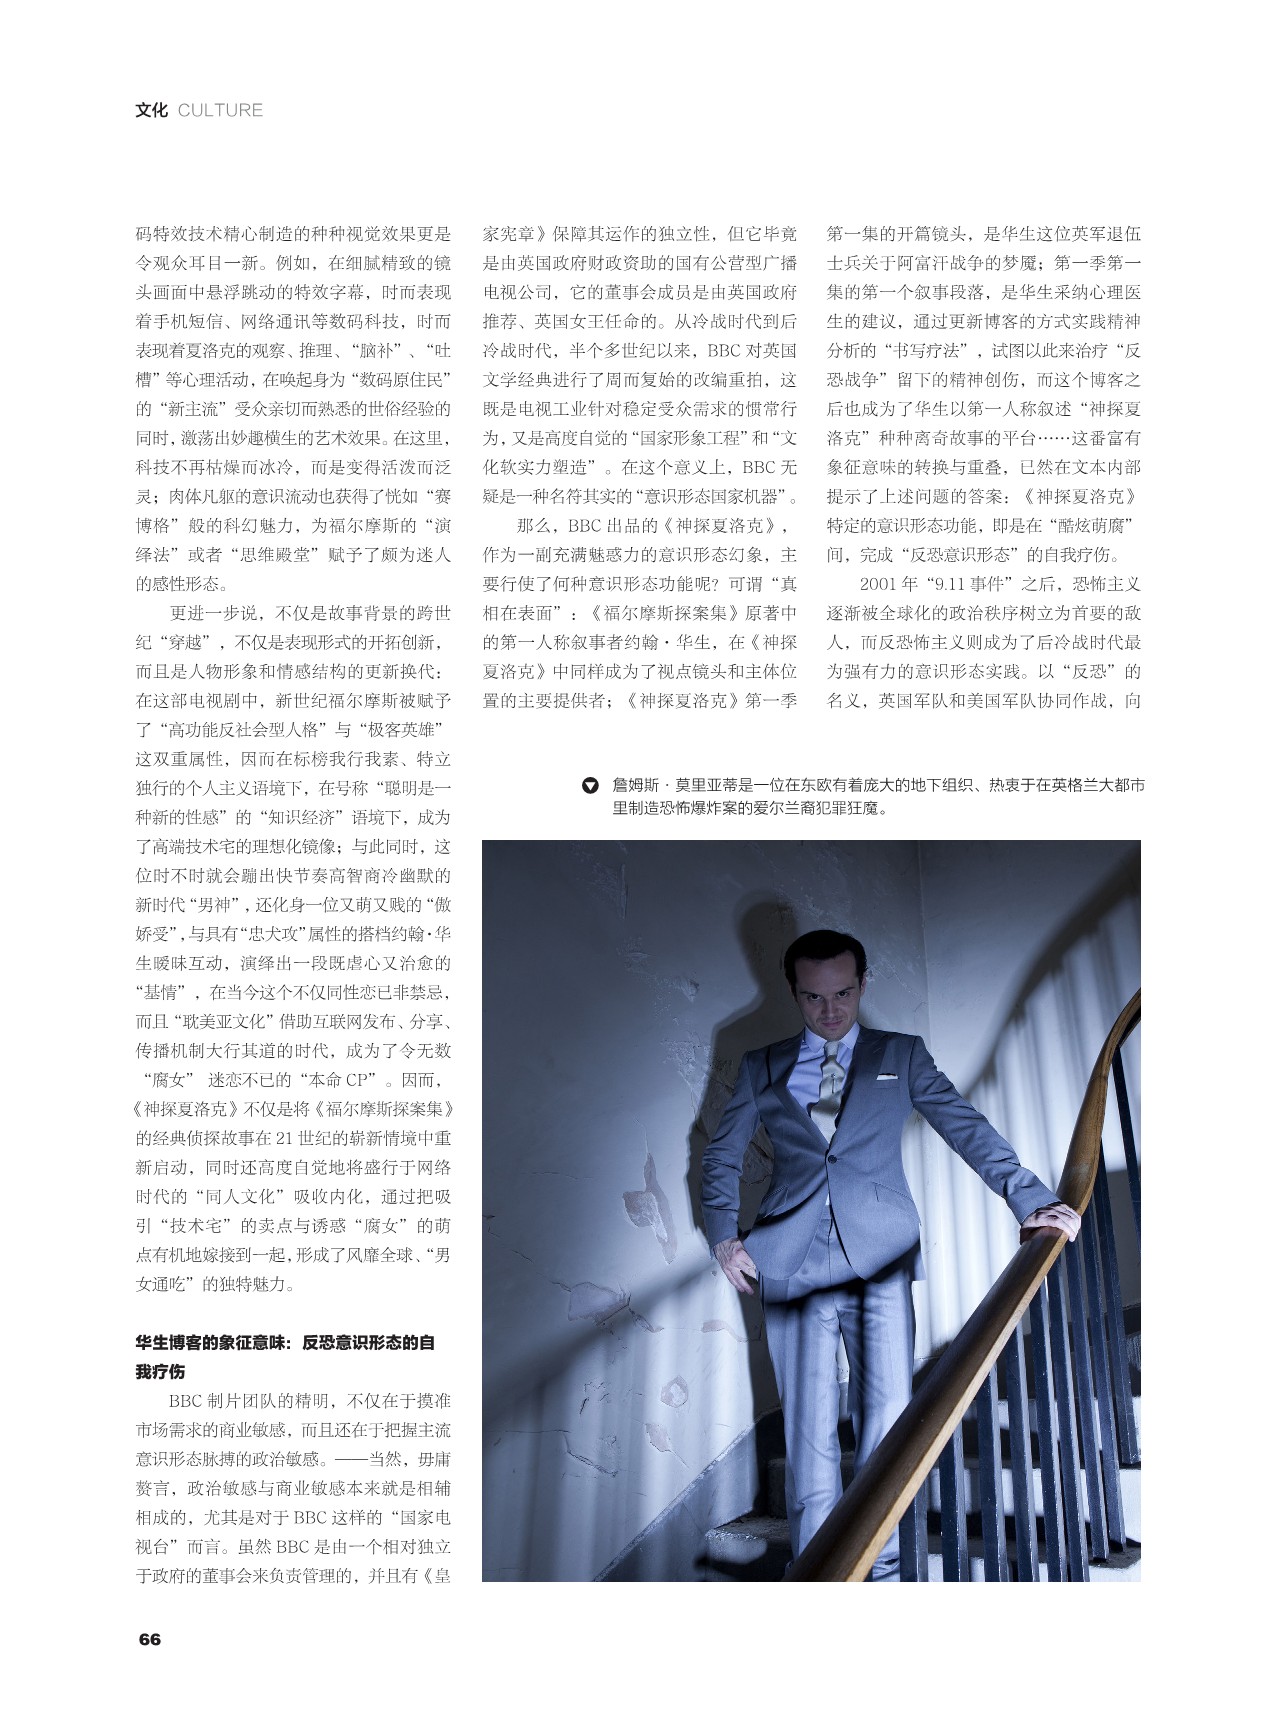 文化 CULTURE
码特效技术精心制造的种种视觉效果更是
令观众耳目一新。例如，在细腻精致的镜
头画面中悬浮跳动的特效字幕，时而表现
着手机短信、网络通讯等数码科技，时而
表现着夏洛克的观察、推理、“脑补”、“吐
槽”等心理活动，在唤起身为“数码原住民”
的“新主流”受众亲切而熟悉的世俗经验的
同时，激荡出妙趣横生的艺术效果。在这里，
科技不再枯燥而冰冷，而是变得活泼而泛
灵；肉体凡躯的意识流动也获得了恍如“赛
博格”般的科幻魅力，为福尔摩斯的“演
绎法”或者“思维殿堂”赋予了颇为迷人
的感性形态。
更进一步说，不仅是故事背景的跨世
纪“穿越”，不仅是表现形式的开拓创新，
而且是人物形象和情感结构的更新换代：
在这部电视剧中，新世纪福尔摩斯被赋予
了“高功能反社会型人格”与“极客英雄”
这双重属性，因而在标榜我行我素、特立
独行的个人主义语境下，在号称“聪明是一
种新的性感”的“知识经济”语境下，成为
了高端技术宅的理想化镜像；与此同时，这
位时不时就会蹦出快节奏高智商冷幽默的
新时代“男神”，还化身一位又萌又贱的“傲
娇受”，与具有“忠犬攻”属性的搭档约翰·华
生暧昧互动，演绎出一段既虐心又治愈的
“基情”，在当今这个不仅同性恋已非禁忌，
而且“耽美亚文化”借助互联网发布、分享、
传播机制大行其道的时代，成为了令无数
“腐女” 迷恋不已的“本命 CP”。因而，
《神探夏洛克》不仅是将《福尔摩斯探案集》
的经典侦探故事在 21 世纪的崭新情境中重
新启动，同时还高度自觉地将盛行于网络
时代的“同人文化”吸收内化，通过把吸
引“技术宅”的卖点与诱惑“腐女”的萌
点有机地嫁接到一起，形成了风靡全球、“男
女通吃”的独特魅力。
华生博客的象征意味：反恐意识形态的自
我疗伤
BBC 制片团队的精明，不仅在于摸准
市场需求的商业敏感，而且还在于把握主流
意识形态脉搏的政治敏感。——当然，毋庸
赘言，政治敏感与商业敏感本来就是相辅
相成的，尤其是对于 BBC 这样的“国家电
视台”而言。虽然 BBC 是由一个相对独立
于政府的董事会来负责管理的，并且有《皇
家宪章》保障其运作的独立性，但它毕竟
是由英国政府财政资助的国有公营型广播
电视公司，它的董事会成员是由英国政府
推荐、英国女王任命的。从冷战时代到后
冷战时代，半个多世纪以来，BBC 对英国
文学经典进行了周而复始的改编重拍，这
既是电视工业针对稳定受众需求的惯常行
为，又是高度自觉的“国家形象工程”和“文
化软实力塑造”。在这个意义上，BBC 无
疑是一种名符其实的“意识形态国家机器”。
那么，BBC 出品的《神探夏洛克》，
作为一副充满魅惑力的意识形态幻象，主
要行使了何种意识形态功能呢？可谓“真
相在表面”：《福尔摩斯探案集》原著中
的第一人称叙事者约翰·华生，在《神探
夏洛克》中同样成为了视点镜头和主体位
置的主要提供者；《神探夏洛克》第一季
第一集的开篇镜头，是华生这位英军退伍
士兵关于阿富汗战争的梦魇；第一季第一
集的第一个叙事段落，是华生采纳心理医
生的建议，通过更新博客的方式实践精神
分析的“书写疗法”，试图以此来治疗“反
恐战争”留下的精神创伤，而这个博客之
后也成为了华生以第一人称叙述“神探夏
洛克”种种离奇故事的平台……这番富有
象征意味的转换与重叠，已然在文本内部
提示了上述问题的答案：《神探夏洛克》
特定的意识形态功能，即是在“酷炫萌腐”
间，完成“反恐意识形态”的自我疗伤。
2001 年“9.11 事件”之后，恐怖主义
逐渐被全球化的政治秩序树立为首要的敌
人，而反恐怖主义则成为了后冷战时代最
为强有力的意识形态实践。以“反恐”的
名义，英国军队和美国军队协同作战，向
詹姆斯·莫里亚蒂是一位在东欧有着庞大的地下组织、热衷于在英格兰大都市
里制造恐怖爆炸案的爱尔兰裔犯罪狂魔。
66